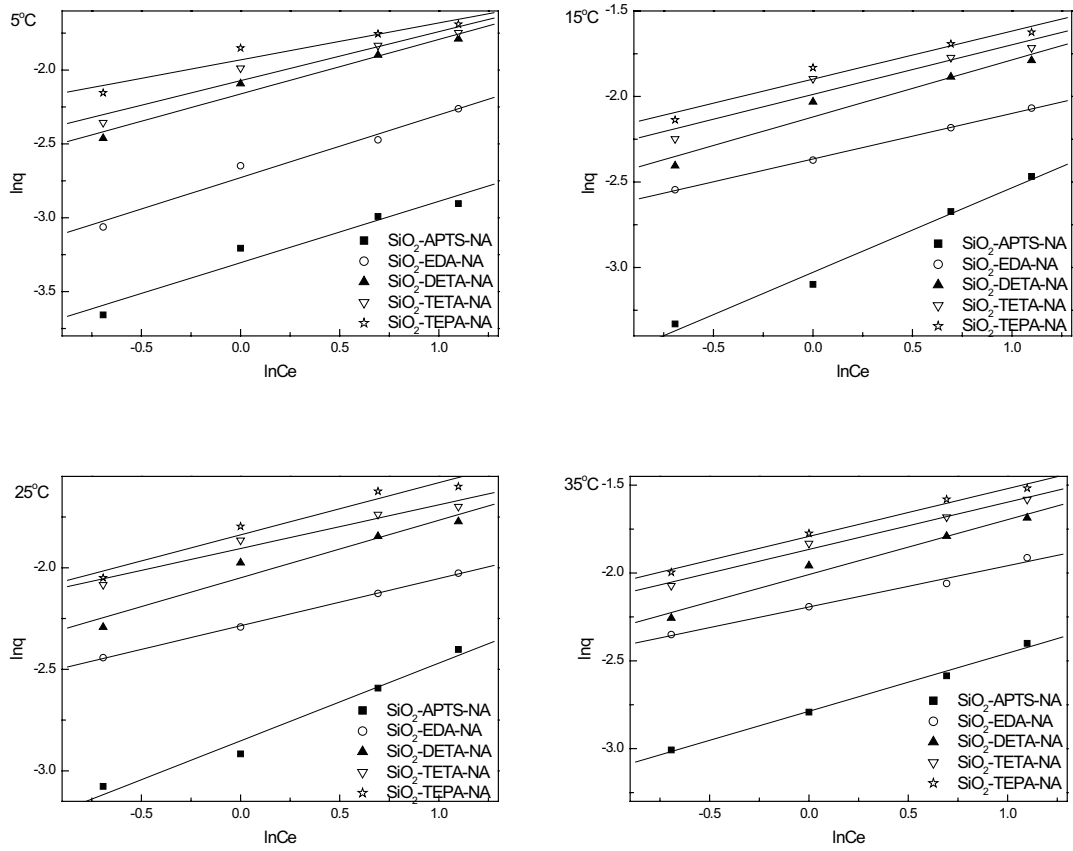 5°C
-2.0
-2.5
-3.0
-3.5
lnq
-0.5 0.0 0.5 1.0
lnCe
SiO₂-APTS-NA
SiO₂-EDA-NA
SiO₂-DETA-NA
SiO₂-TETA-NA
SiO₂-TEPA-NA
15°C
-1.5
-2.0
-2.5
-3.0
lnq
-0.5 0.0 0.5 1.0
lnCe
SiO₂-APTS-NA
SiO₂-EDA-NA
SiO₂-DETA-NA
SiO₂-TETA-NA
SiO₂-TEPA-NA
25°C
-2.0
-2.5
-3.0
lnq
-0.5 0.0 0.5 1.0
lnCe
SiO₂-APTS-NA
SiO₂-EDA-NA
SiO₂-DETA-NA
SiO₂-TETA-NA
SiO₂-TEPA-NA
35°C
-1.5
-2.0
-2.5
-3.0
lnq
-0.5 0.0 0.5 1.0
lnCe
SiO₂-APTS-NA
SiO₂-EDA-NA
SiO₂-DETA-NA
SiO₂-TETA-NA
SiO₂-TEPA-NA